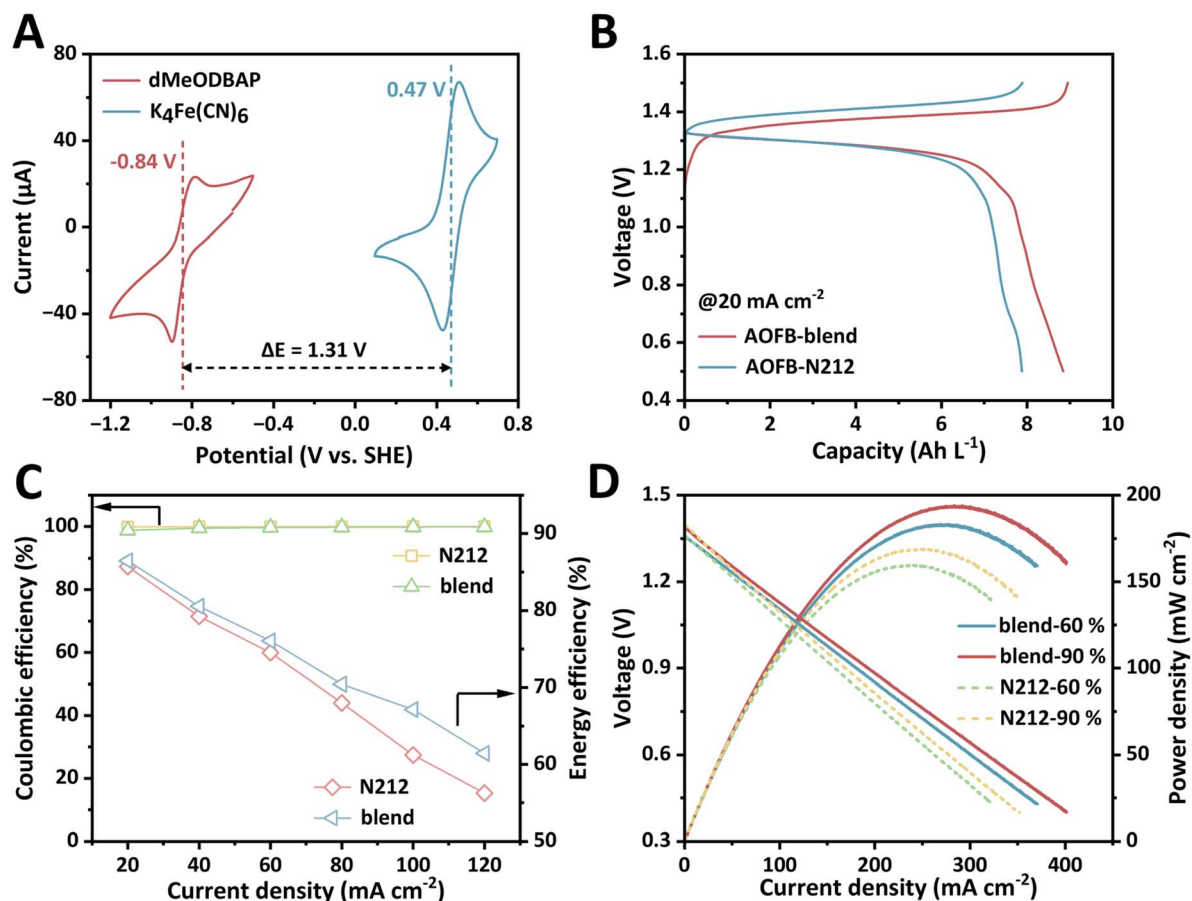 A
80
40
0
−40
−80
Current (µA)
dMeODBAP
K₄Fe(CN)₆
-0.84 V
0.47 V
ΔE = 1.31 V
−1.2
−0.8
−0.4
0.0
0.4
0.8
Potential (V vs. SHE)
B
1.6
1.4
1.2
1.0
0.8
0.6
0.4
Voltage (V)
@20 mA cm⁻²
AOFB-blend
AOFB-N212
0
2
4
6
8
10
Capacity (Ah L⁻¹)
C
100
80
60
40
20
0
Coulombic efficiency (%)
N212
blend
N212
blend
90
80
70
60
50
Energy efficiency (%)
20
40
60
80
100
120
Current density (mA cm⁻²)
D
1.5
1.2
0.9
0.6
0.3
Voltage (V)
blend-60 %
blend-90 %
N212-60 %
N212-90 %
200
150
100
50
0
Power density (mW cm⁻²)
0
100
200
300
400
Current density (mA cm⁻²)